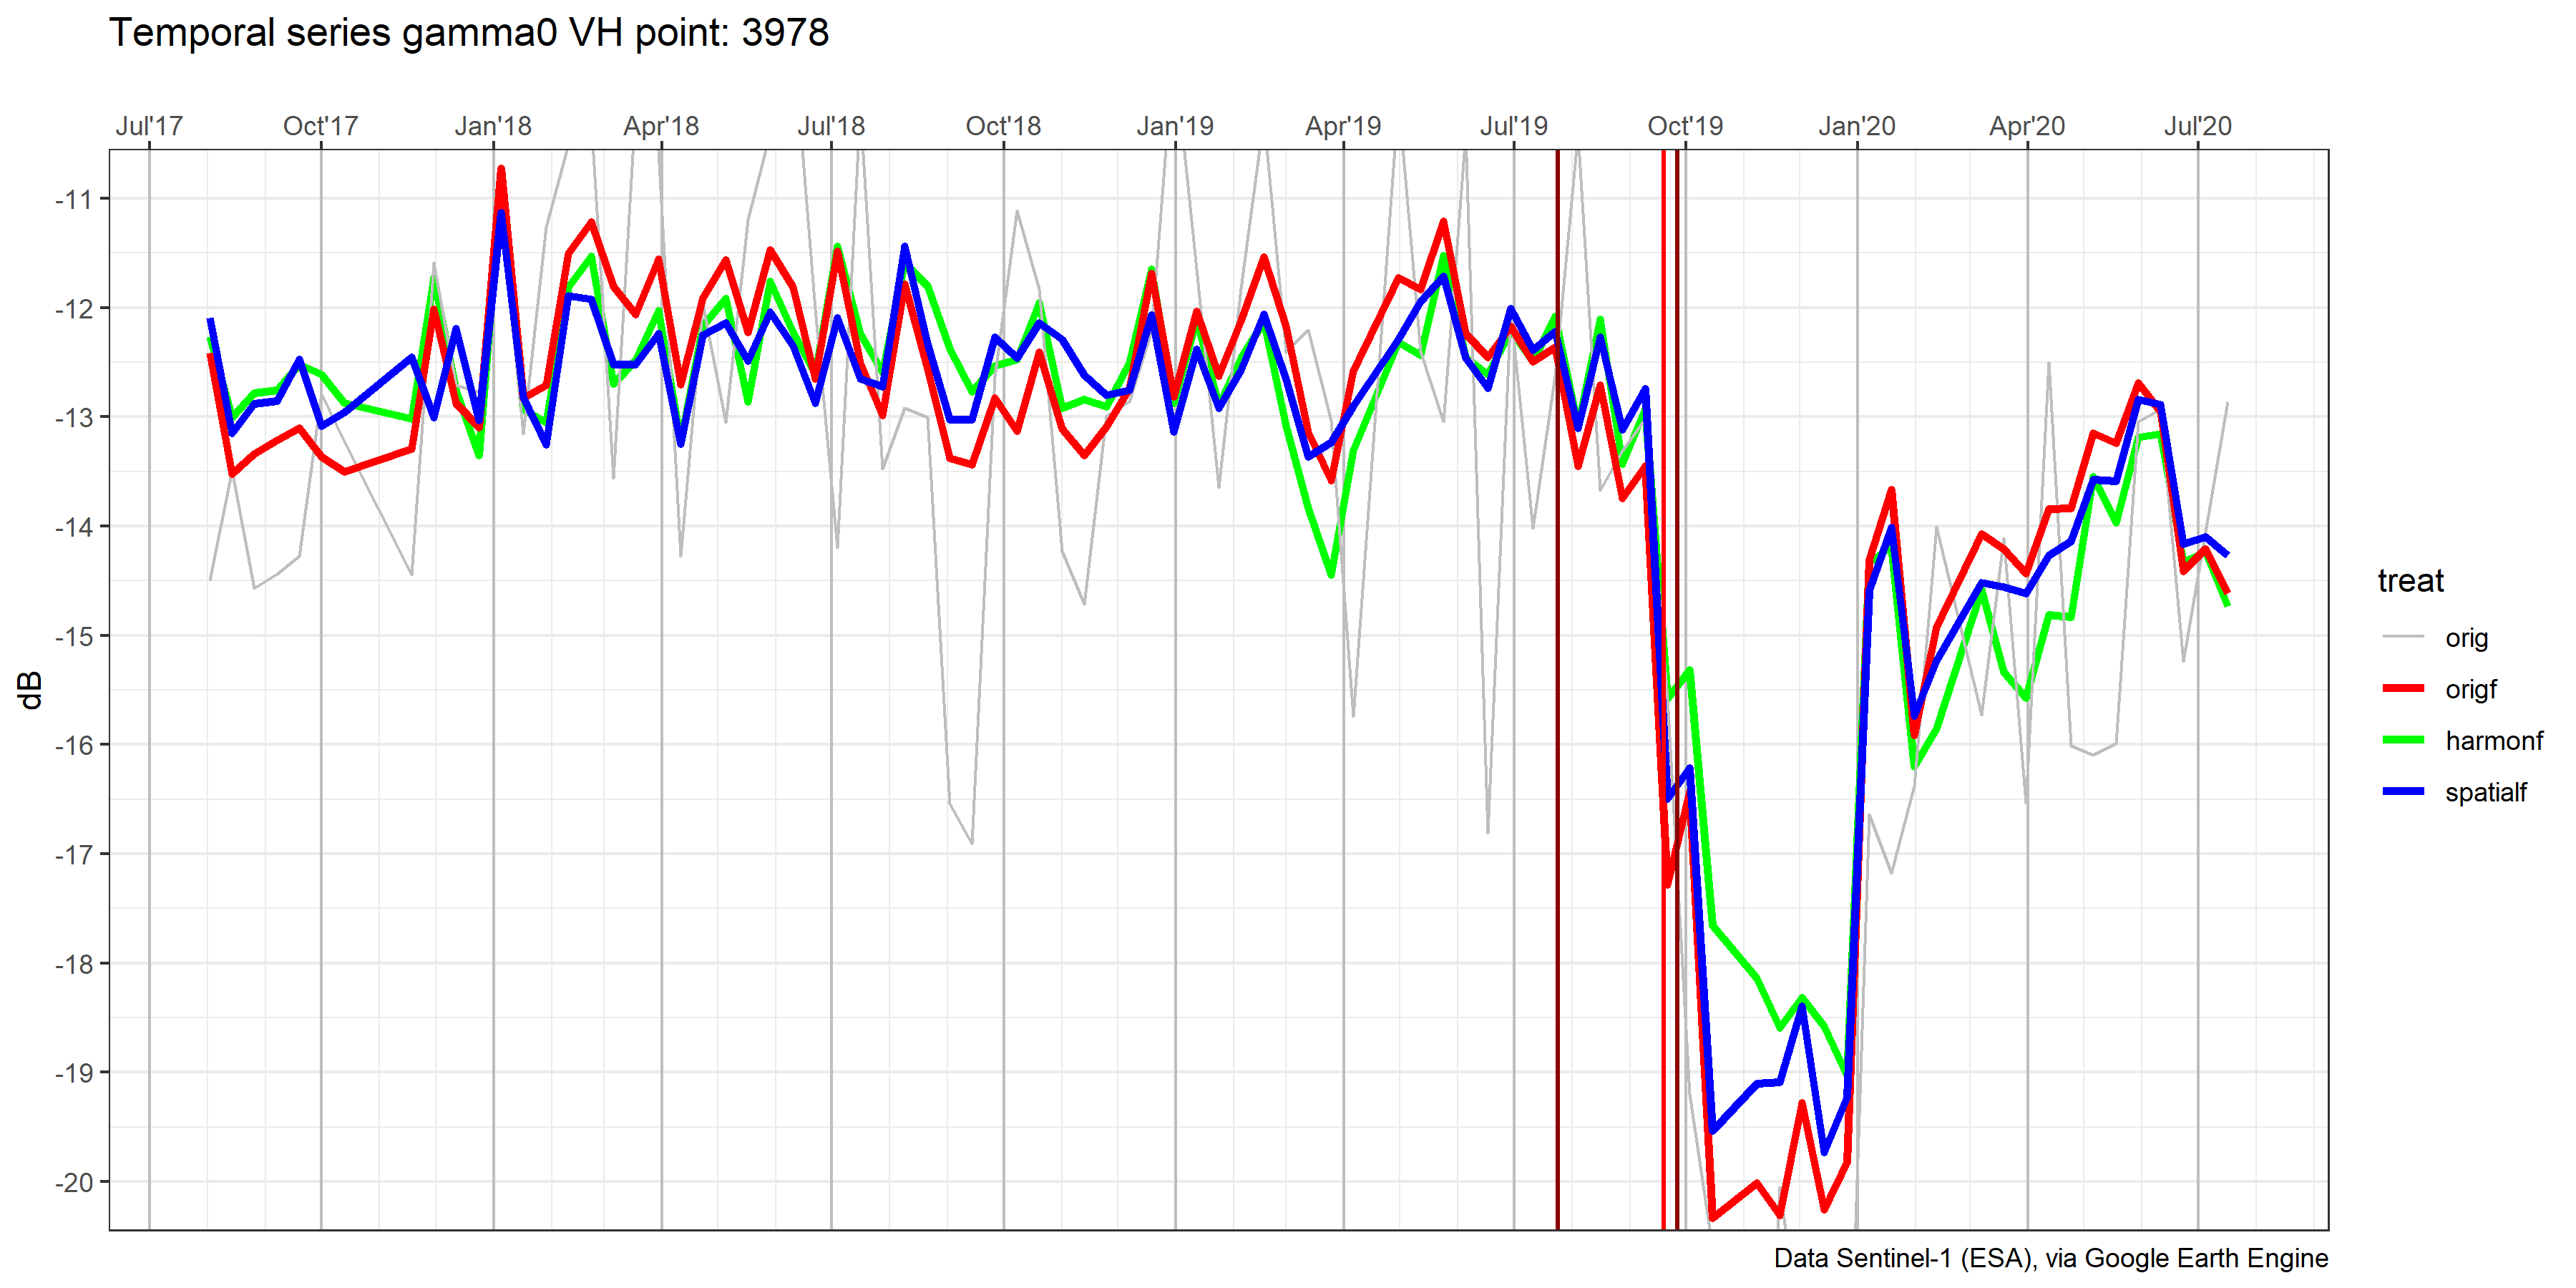 Temporal series gamma0 VH point: 3978
Jul'17 Oct'17 Jan'18 Apr'18 Jul'18 Oct'18 Jan'19 Apr'19 Jul'19 Oct'19 Jan'20 Apr'20 Jul'20
-11
-12
-13
-14
-15
-16
-17
-18
-19
-20
dB
treat
orig
origf
harmonf
spatialf
Data Sentinel-1 (ESA), via Google Earth Engine